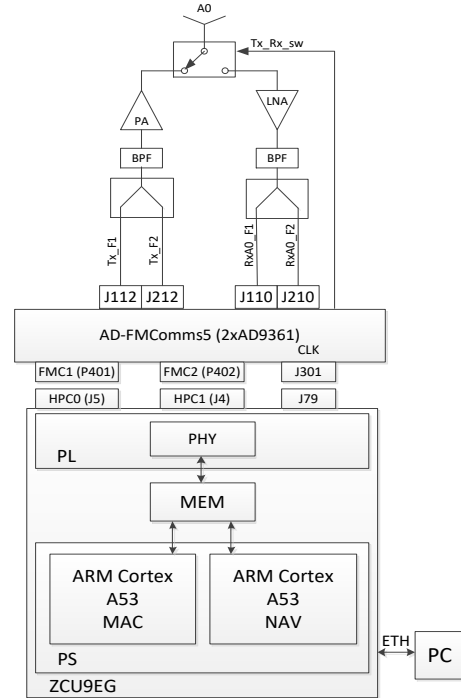 A0
Tx_Rx_sw
PA
LNA
BPF
BPF
Tx_F1
Tx_F2
RxA0_F1
RxA0_F2
J112
J212
J110
J210
AD-FMComms5 (2xAD9361)
CLK
FMC1 (P401)
FMC2 (P402)
J301
HPC0 (J5)
HPC1 (J4)
J79
PHY
PL
MEM
ARM Cortex
A53
MAC
ARM Cortex
A53
NAV
PS
ETH
PC
ZCU9EG